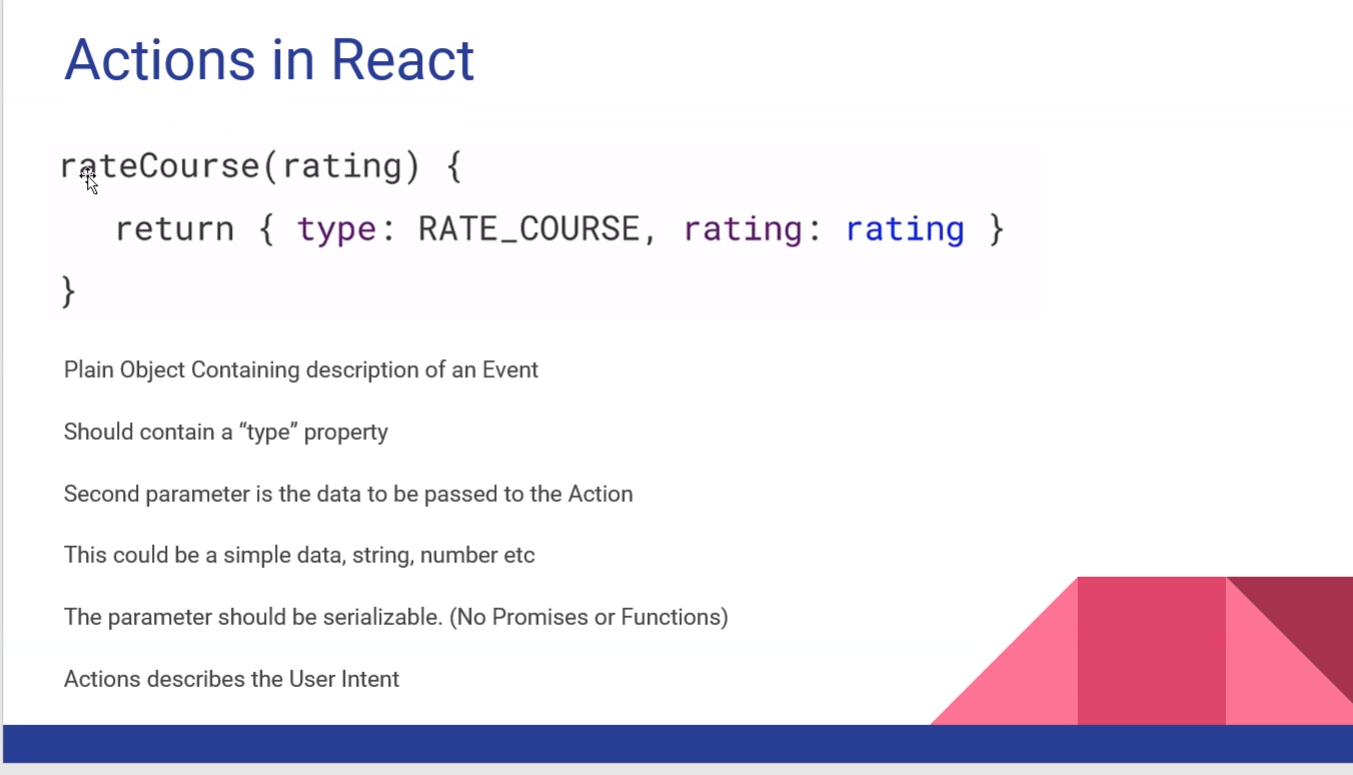 Actions in React
rateCourse(rating) {
return { type: RATE_COURSE, rating: rating }
}
Plain Object Containing description of an Event
Should contain a “type” property
Second parameter is the data to be passed to the Action
This could be a simple data, string, number etc
The parameter should be serializable. (No Promises or Functions)
Actions describes the User Intent